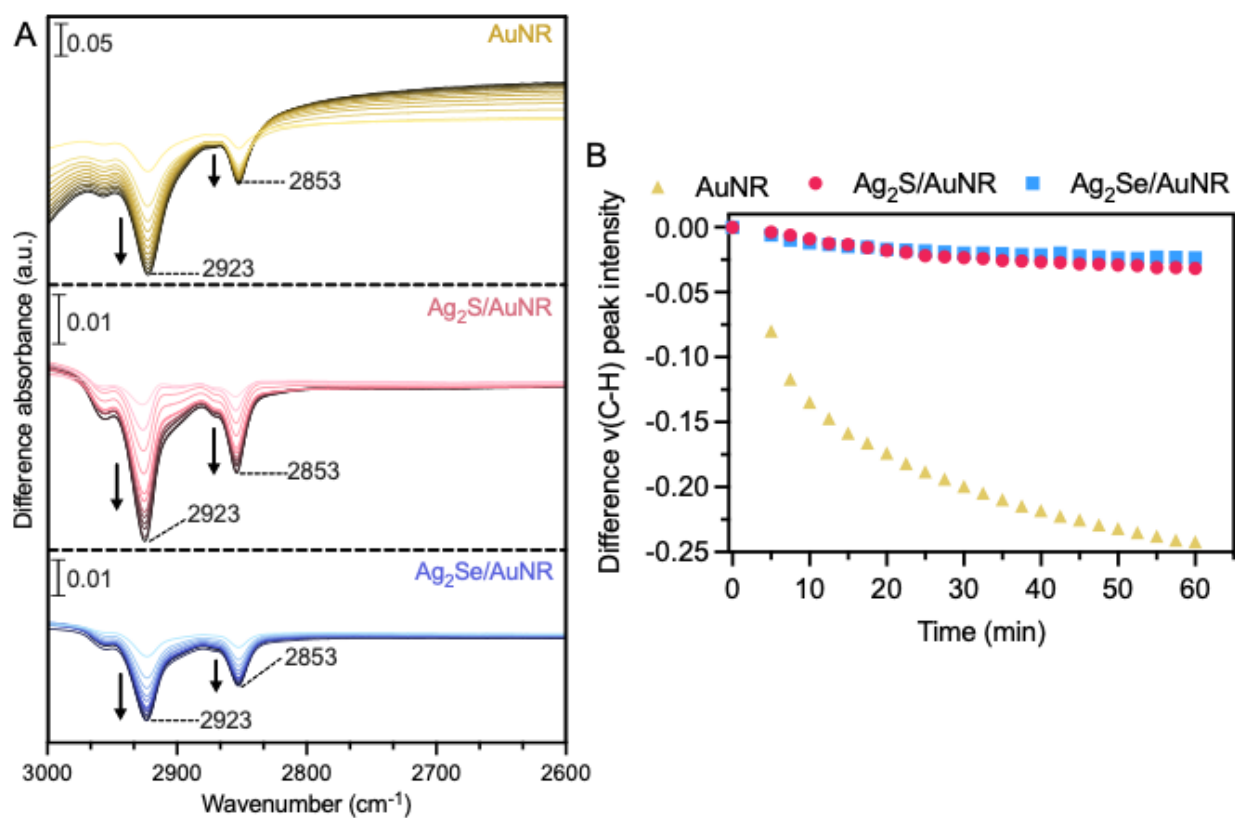 A
0.05
AuNR
2853
2923
0.01
Ag₂S/AuNR
2853
2923
0.01
Ag₂Se/AuNR
2853
2923
Difference absorbance (a.u.)
3000 2900 2800 2700 2600
Wavenumber (cm⁻¹)
B
AuNR Ag₂S/AuNR Ag₂Se/AuNR
Difference v(C-H) peak intensity
0.00
-0.05
-0.10
-0.15
-0.20
-0.25
0 10 20 30 40 50 60
Time (min)